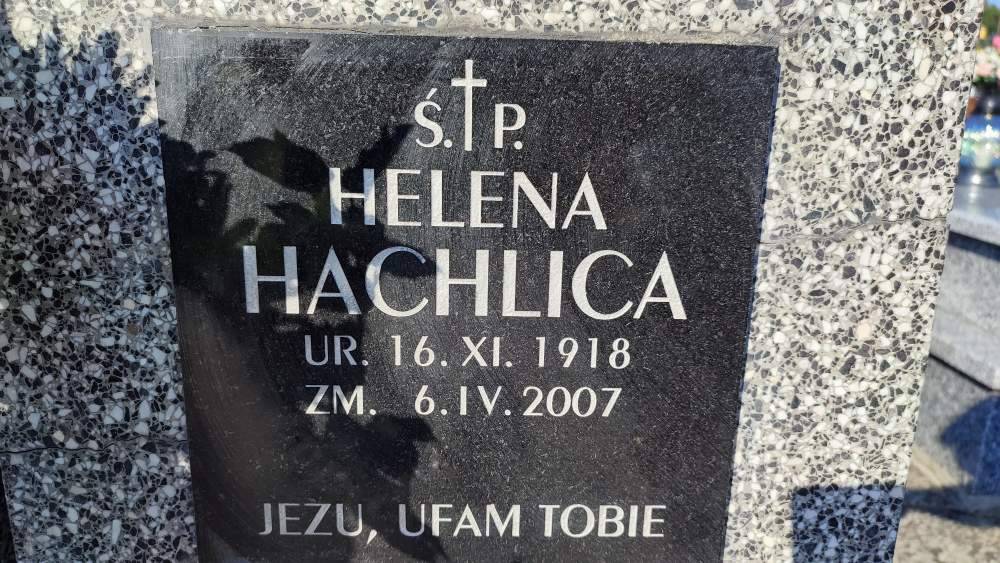 Ś.†P.
HELENA
HACHLICA
UR. 16. XI. 1918
ZM. 6. IV. 2007
JEZU, UFAM TOBIE